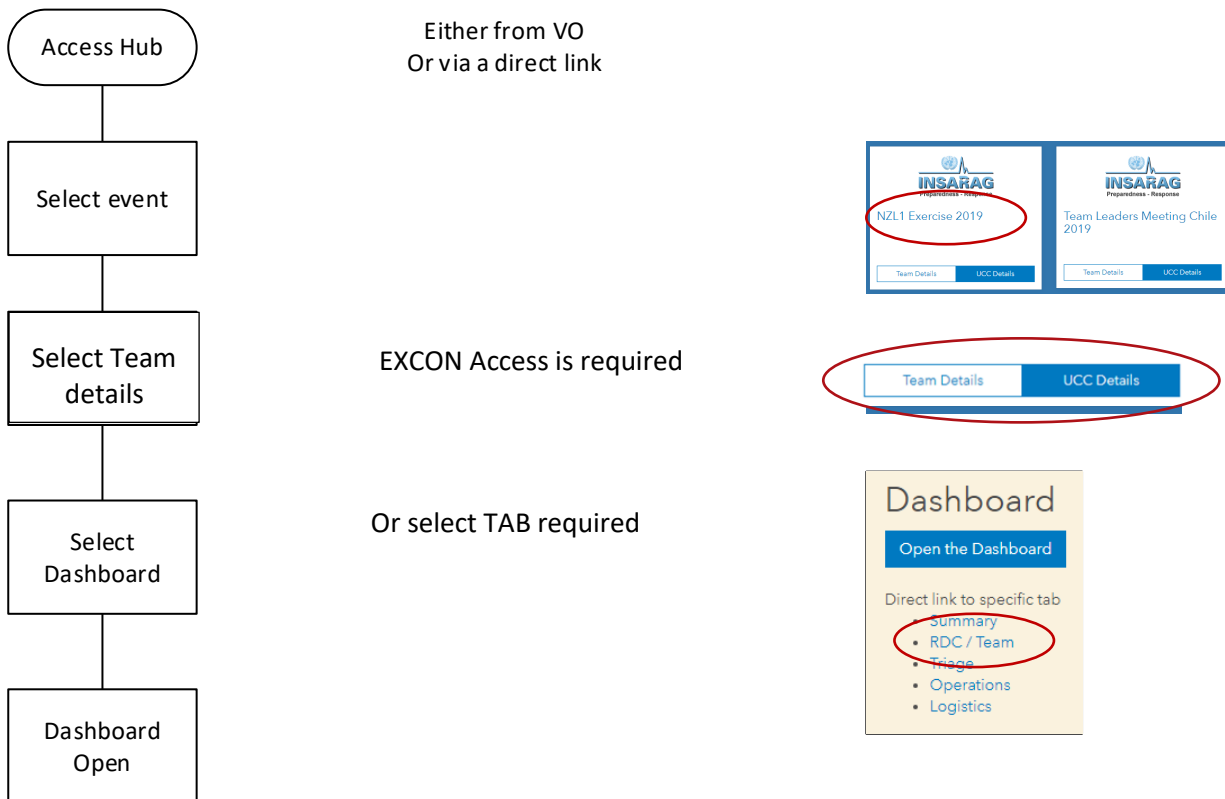 Access Hub
Either from VO
Or via a direct link
Select event
INSARAG
Preparedness - Response
NZL1 Exercise 2019
Team Details
UCC Details
INSARAG
Preparedness - Response
Team Leaders Meeting Chile
2019
Team Details
UCC Details
Select Team
details
EXCON Access is required
Team Details
UCC Details
Select
Dashboard
Or select TAB required
Dashboard
Open the Dashboard
Direct link to specific tab
• Summary
• RDC / Team
• Triage
• Operations
• Logistics
Dashboard
Open